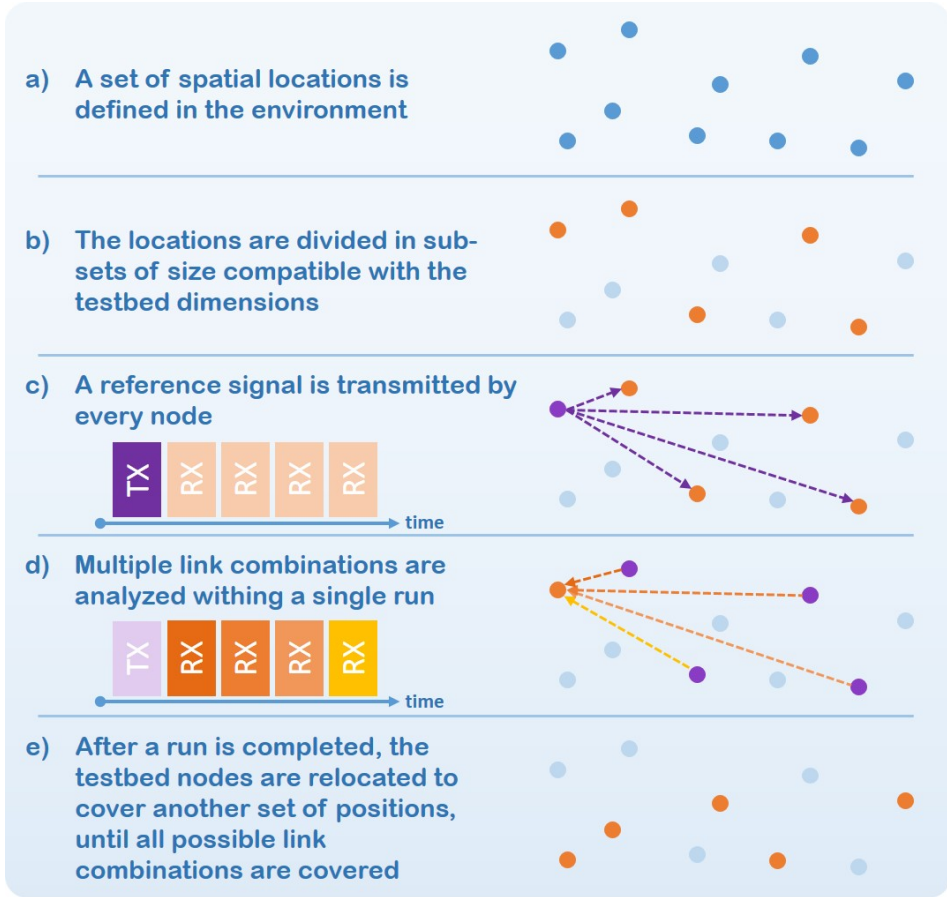 a) A set of spatial locations is
defined in the environment
b) The locations are divided in sub-
sets of size compatible with the
testbed dimensions
c) A reference signal is transmitted by
every node
TX RX RX RX RX
time
d) Multiple link combinations are
analyzed withing a single run
TX RX RX RX RX
time
e) After a run is completed, the
testbed nodes are relocated to
cover another set of positions,
until all possible link
combinations are covered